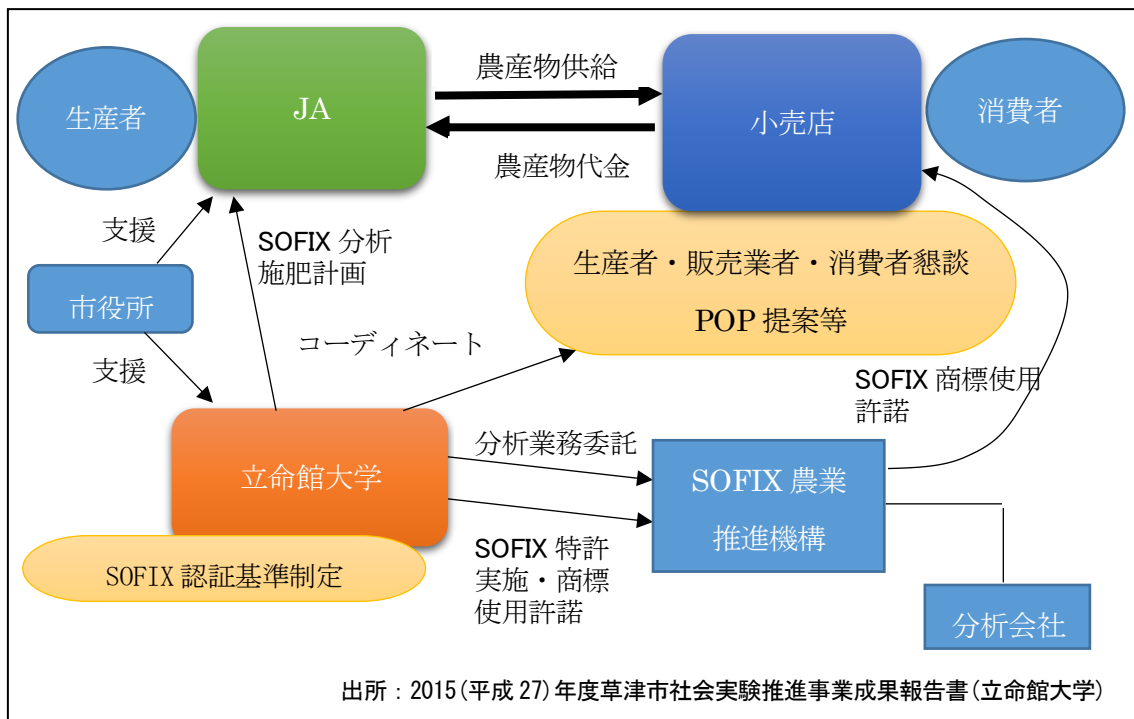 生産者
JA
農産物供給
農産物代金
小売店
消費者
支援
市役所
支援
SOFIX 分析
施肥計画
コーディネート
生産者・販売業者・消費者懇談
POP 提案等
SOFIX 商標使用
許諾
立命館大学
SOFIX 認証基準制定
分析業務委託
SOFIX 特許
実施・商標
使用許諾
SOFIX 農業
推進機構
分析会社
出所：2015(平成 27)年度草津市社会実験推進事業成果報告書(立命館大学)